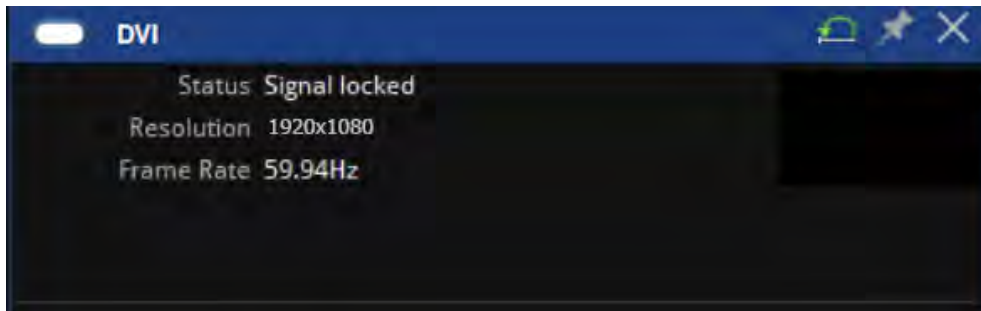 DVI
Status Signal locked
Resolution 1920x1080
Frame Rate 59.94Hz